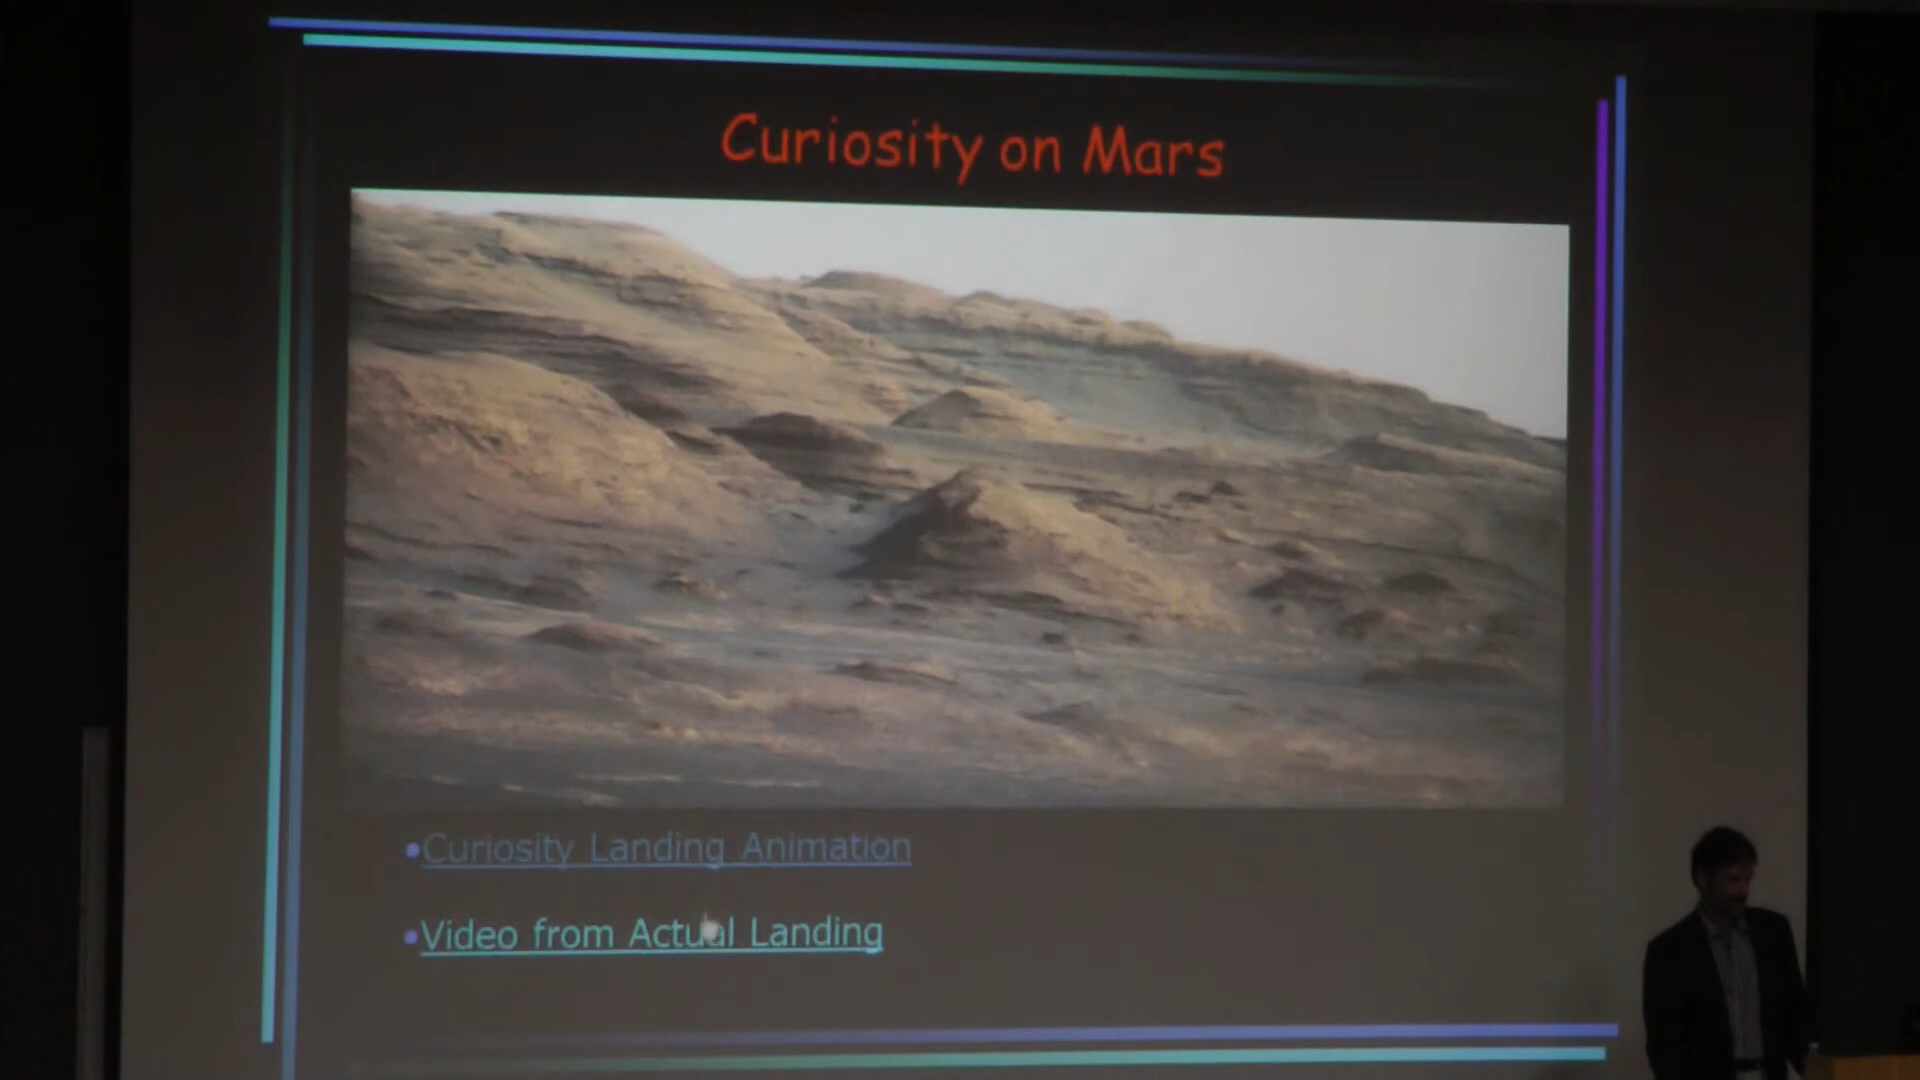 Curiosity on Mars
•Curiosity Landing Animation
•Video from Actual Landing